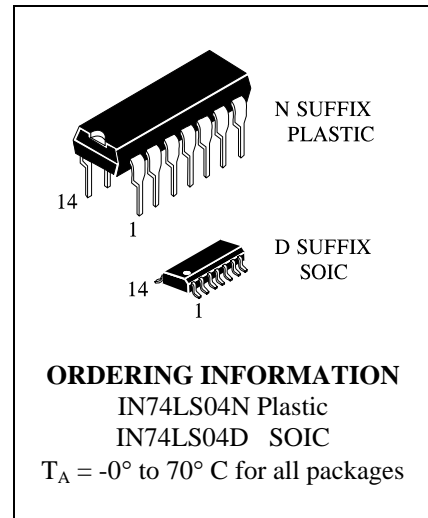 N SUFFIX
PLASTIC
14
1
D SUFFIX
SOIC
14
1
ORDERING INFORMATION
IN74LS04N Plastic
IN74LS04D SOIC
TA = -0° to 70° C for all packages